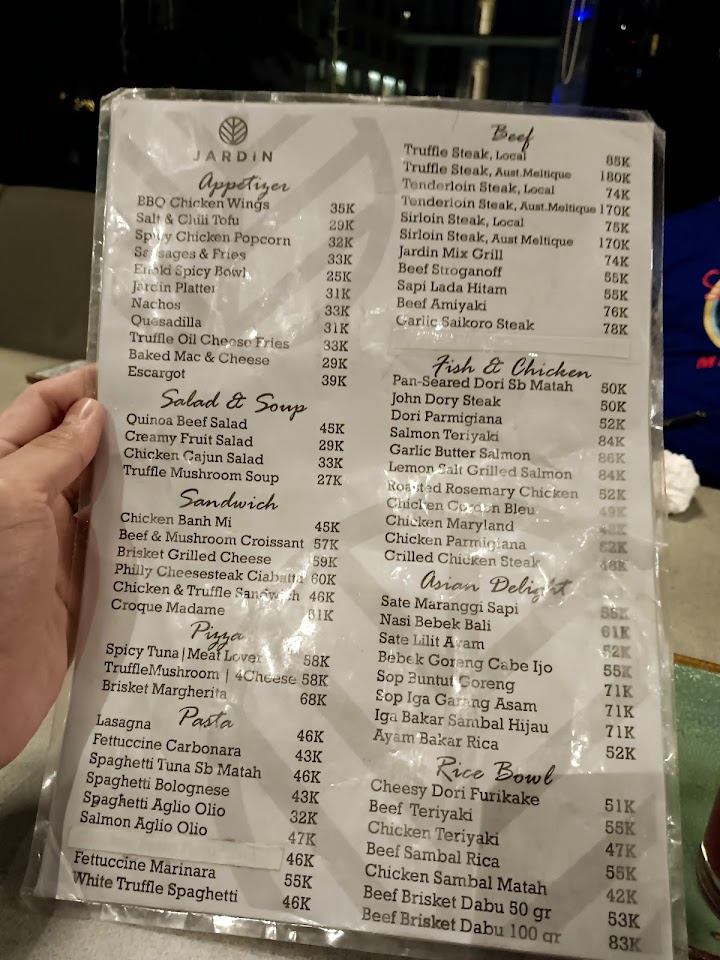 JARDIN
Appetizer
BBQ Chicken Wings 35K
Salt & Chili Tofu 29K
Spicy Chicken Popcorn 32K
Sausages & Fries 33K
Enoki Spicy Bowl 25K
Jardin Platter 31K
Nachos 33K
Quesadilla 31K
Truffle Oil Cheese Fries 33K
Baked Mac & Cheese 29K
Escargot 39K
Salad & Soup
Quinoa Beef Salad 45K
Creamy Fruit Salad 29K
Chicken Cajun Salad 33K
Truffle Mushroom Soup 27K
Sandwich
Chicken Banh Mi 45K
Beef & Mushroom Croissant 57K
Brisket Grilled Cheese 59K
Philly Cheesesteak Ciabatta 60K
Chicken & Truffle Sandwich 46K
Croque Madame 51K
Pizza
Spicy Tuna | Meat Lover 58K
TruffleMushroom | 4Cheese 58K
Brisket Margherita 68K
Pasta
Lasagna 46K
Fettuccine Carbonara 43K
Spaghetti Tuna Sb Matah 46K
Spaghetti Bolognese 43K
Spaghetti Aglio Olio 32K
Salmon Aglio Olio 47K
46K
Fettuccine Marinara 55K
White Truffle Spaghetti 46K
Beef
Truffle Steak, Local 85K
Truffle Steak, Aust.Meltique 180K
Tenderloin Steak, Local 74K
Tenderloin Steak, Aust.Meltique 170K
Sirloin Steak, Local 75K
Sirloin Steak, Aust Meltique 170K
Jardin Mix Grill 74K
Beef Stroganoff 55K
Sapi Lada Hitam 55K
Beef Amiyaki 76K
Garlic Saikoro Steak 78K
Fish & Chicken
Pan-Seared Dori Sb Matah 50K
John Dory Steak 50K
Dori Parmigiana 52K
Salmon Teriyaki 84K
Garlic Butter Salmon 86K
Lemon Salt Grilled Salmon 84K
Roasted Rosemary Chicken 52K
Chicken Gordon Bleu 49K
Chicken Maryland
Chicken Parmigiana 52K
Grilled Chicken Steak 48K
Asian Delight
Sate Maranggi Sapi 55K
Nasi Bebek Bali 61K
Sate Lilit Ayam 52K
Bebek Goreng Cabe Ijo 55K
Sop Buntut Goreng 71K
Sop Iga Garang Asam 71K
Iga Bakar Sambal Hijau 71K
Ayam Bakar Rica 52K
Rice Bowl
Cheesy Dori Furikake 51K
Beef Teriyaki 55K
Chicken Teriyaki 47K
Beef Sambal Rica 55K
Chicken Sambal Matah 42K
Beef Brisket Dabu 50 gr 53K
Beef Brisket Dabu 100 gr 83K